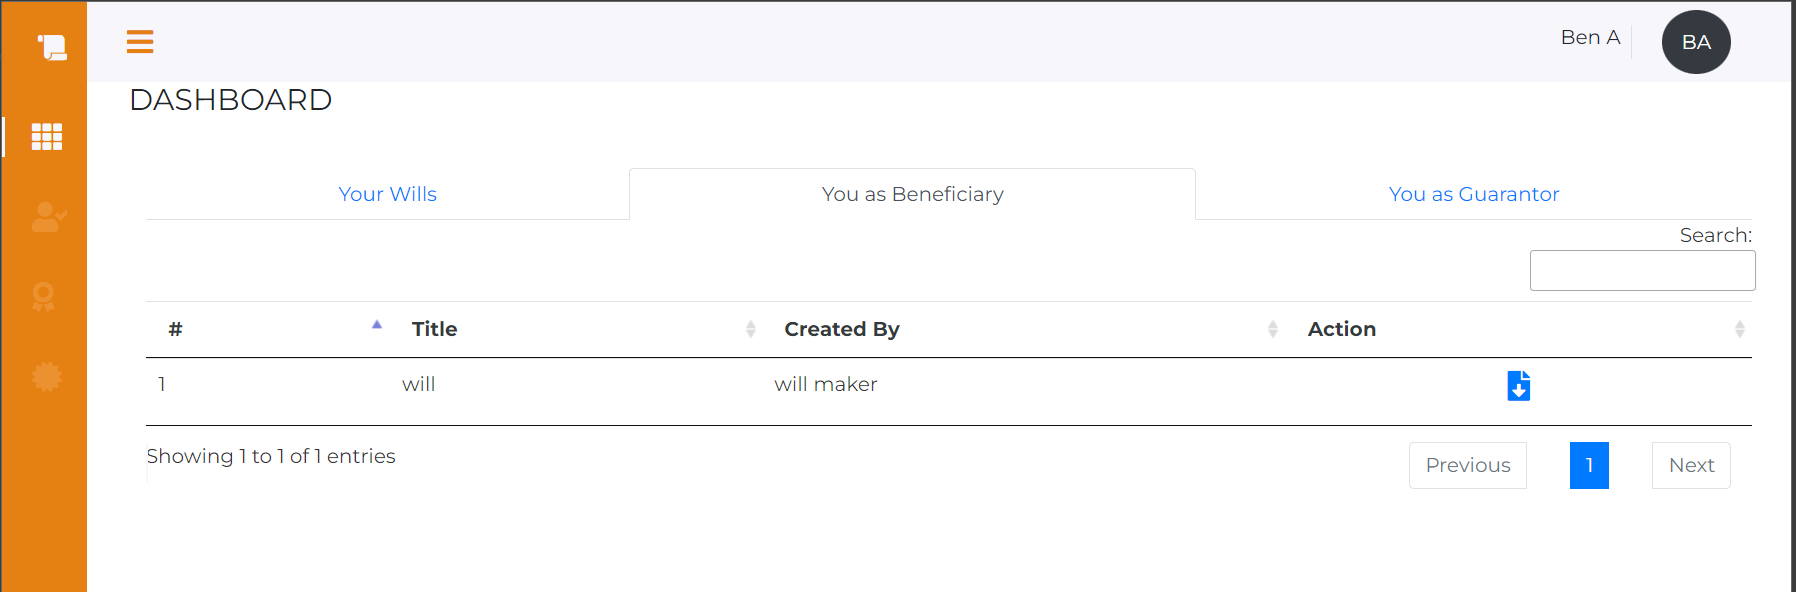 Ben A BA
DASHBOARD
Your Wills You as Beneficiary You as Guarantor
Search:
# Title Created By Action
1 will will maker
Showing 1 to 1 of 1 entries Previous 1 Next